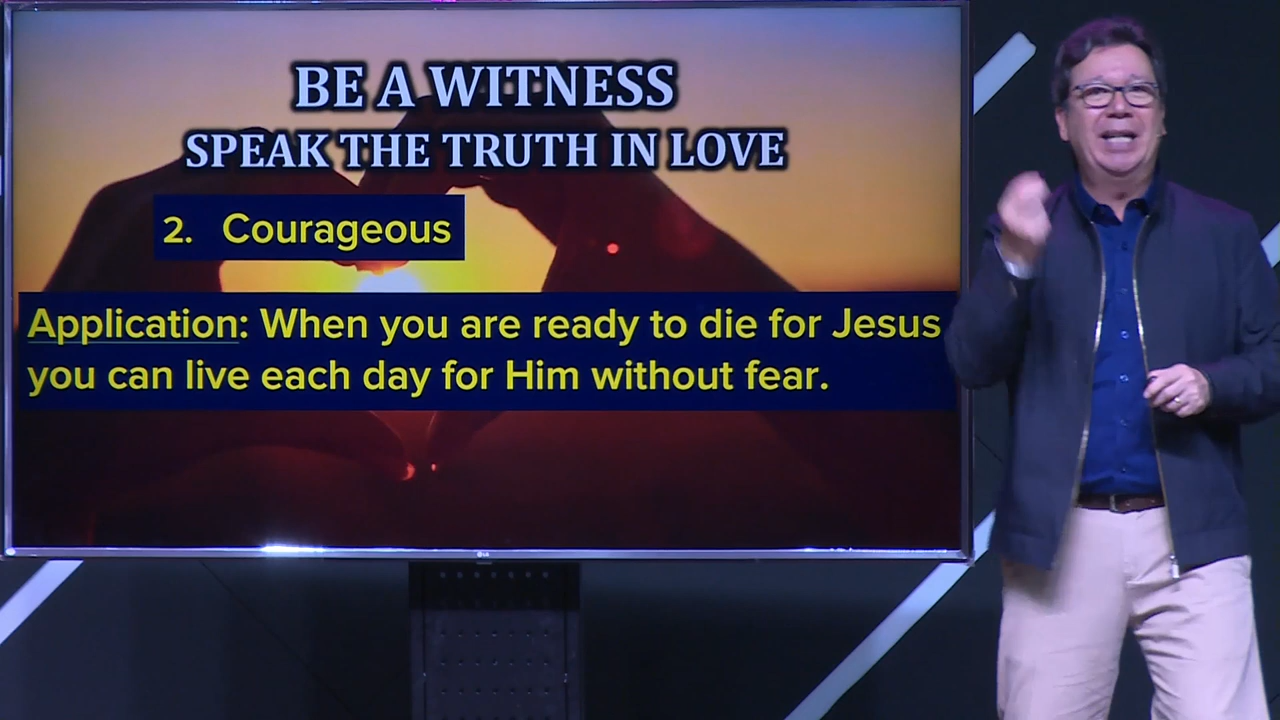 BE A WITNESS
SPEAK THE TRUTH IN LOVE
2. Courageous
Application: When you are ready to die for Jesus
you can live each day for Him without fear.
LG